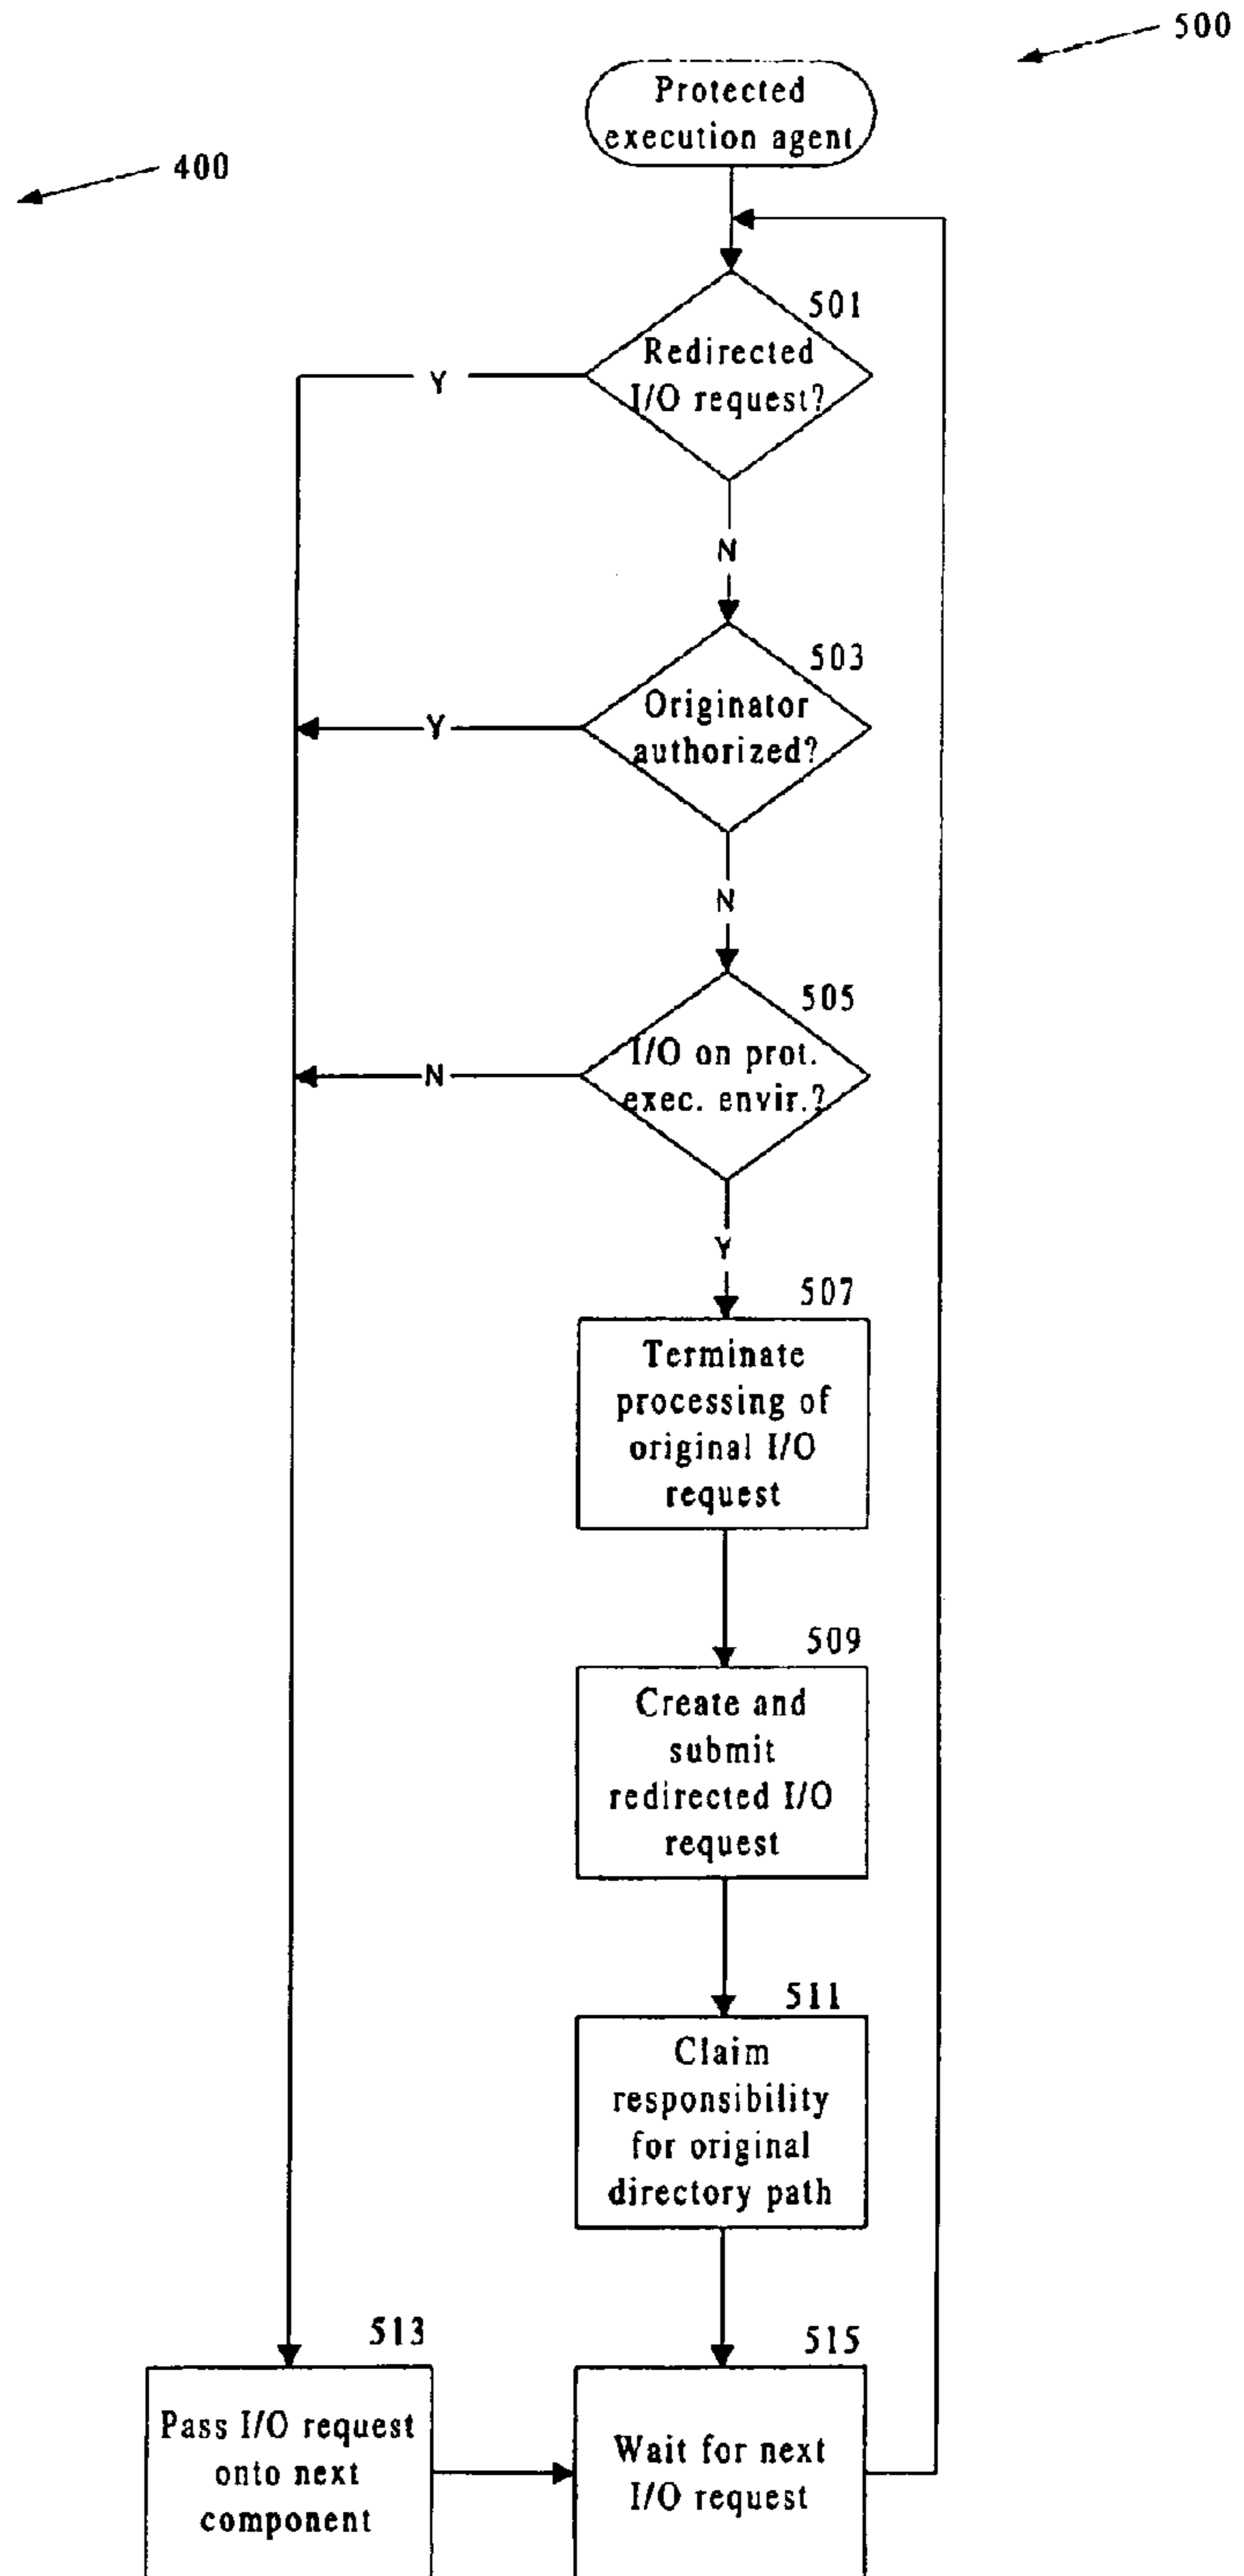 500
Protected
execution agent
400
501
Redirected
I/O request?
Y
N
503
Originator
authorized?
Y
N
505
I/O on prot.
exec. envir.?
N
Y
507
Terminate
processing of
original I/O
request
509
Create and
submit
redirected I/O
request
511
Claim
responsibility
for original
directory path
513
Pass I/O request
onto next
component
515
Wait for next
I/O request